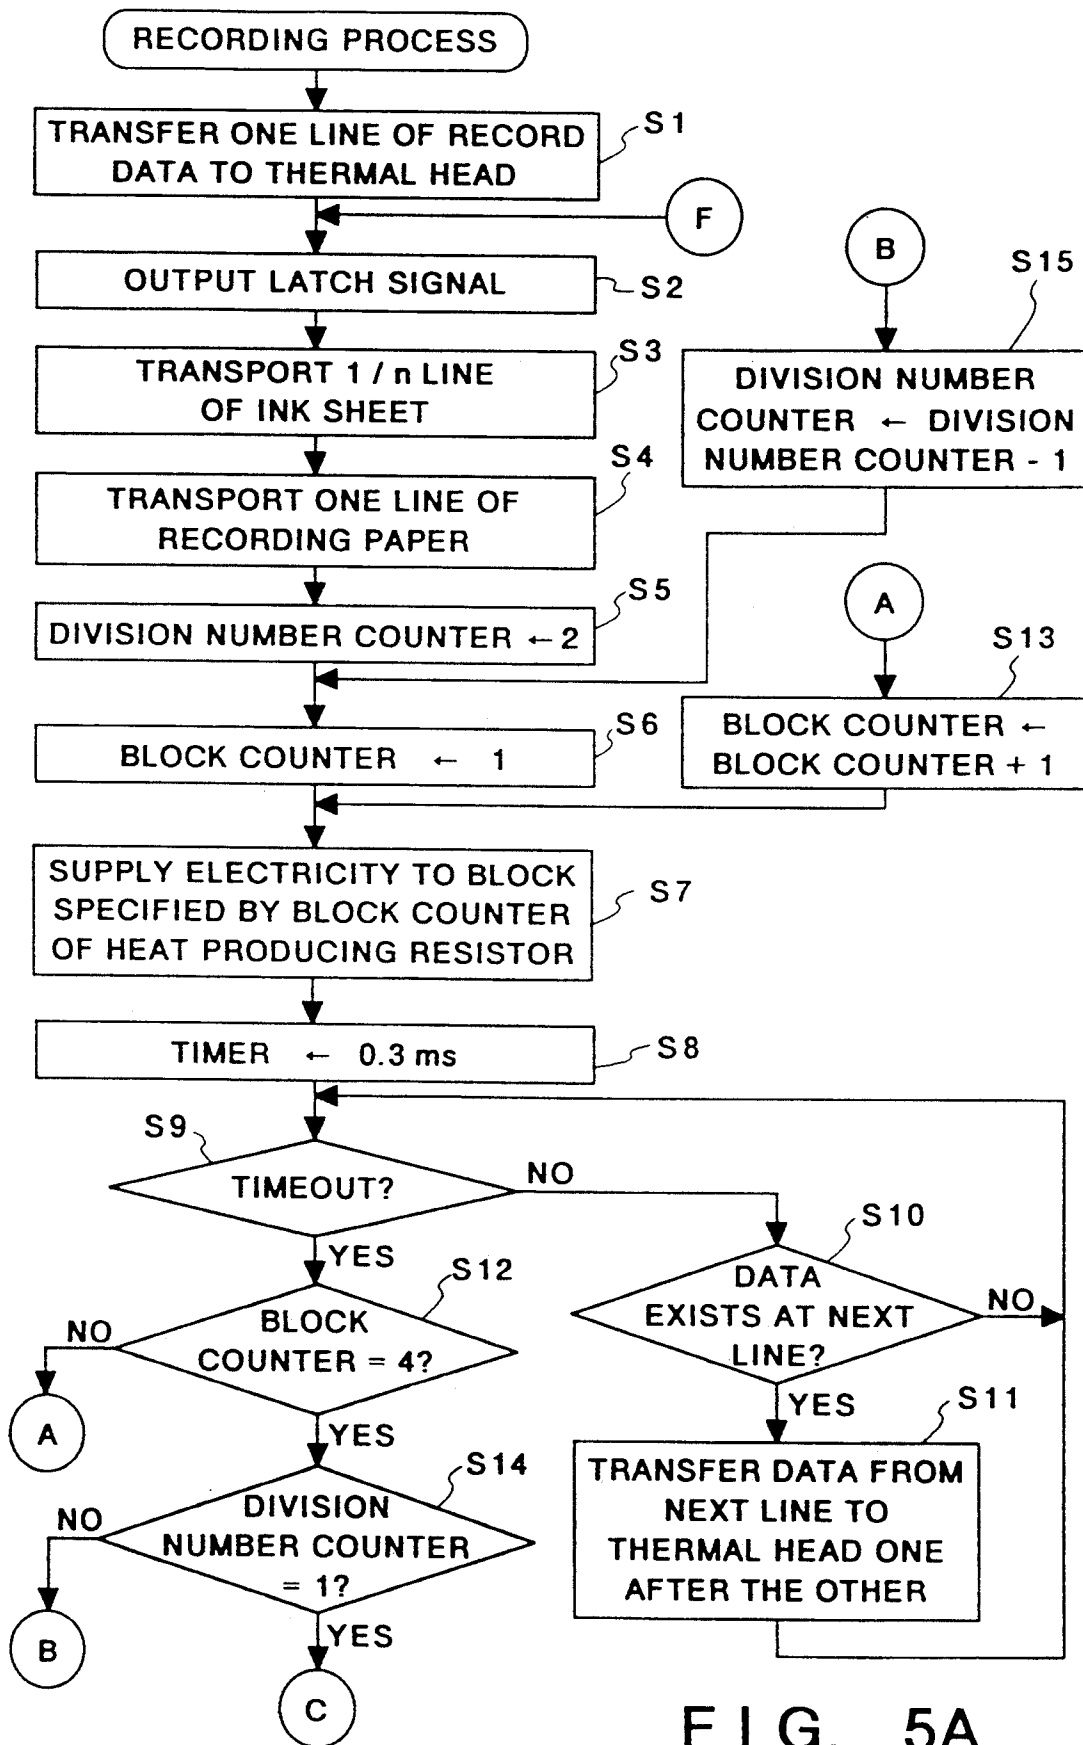 RECORDING PROCESS
TRANSFER ONE LINE OF RECORD
DATA TO THERMAL HEAD
S1
F
OUTPUT LATCH SIGNAL
S2
TRANSPORT 1 / n LINE
OF INK SHEET
S3
TRANSPORT ONE LINE OF
RECORDING PAPER
S4
DIVISION NUMBER COUNTER ← 2
S5
BLOCK COUNTER ← 1
S6
B
S15
DIVISION NUMBER
COUNTER ← DIVISION
NUMBER COUNTER - 1
A
S13
BLOCK COUNTER ←
BLOCK COUNTER + 1
SUPPLY ELECTRICITY TO BLOCK
SPECIFIED BY BLOCK COUNTER
OF HEAT PRODUCING RESISTOR
S7
TIMER ← 0.3 ms
S8
S9
TIMEOUT?
NO
YES
S10
DATA
EXISTS AT NEXT
LINE?
NO
YES
S11
TRANSFER DATA FROM
NEXT LINE TO
THERMAL HEAD ONE
AFTER THE OTHER
S12
BLOCK
COUNTER = 4?
NO
A
YES
S14
DIVISION
NUMBER COUNTER
= 1?
NO
B
YES
C
FIG. 5A